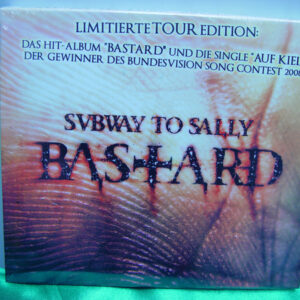 LIMITIERTE TOUR EDITION:
DAS HIT-ALBUM "BASTARD" UND DIE SINGLE "AUF KIEL
DER GEWINNER DES BUNDESVISION SONG CONTEST 2008
SVBWAY TO SALLY
BASTARD